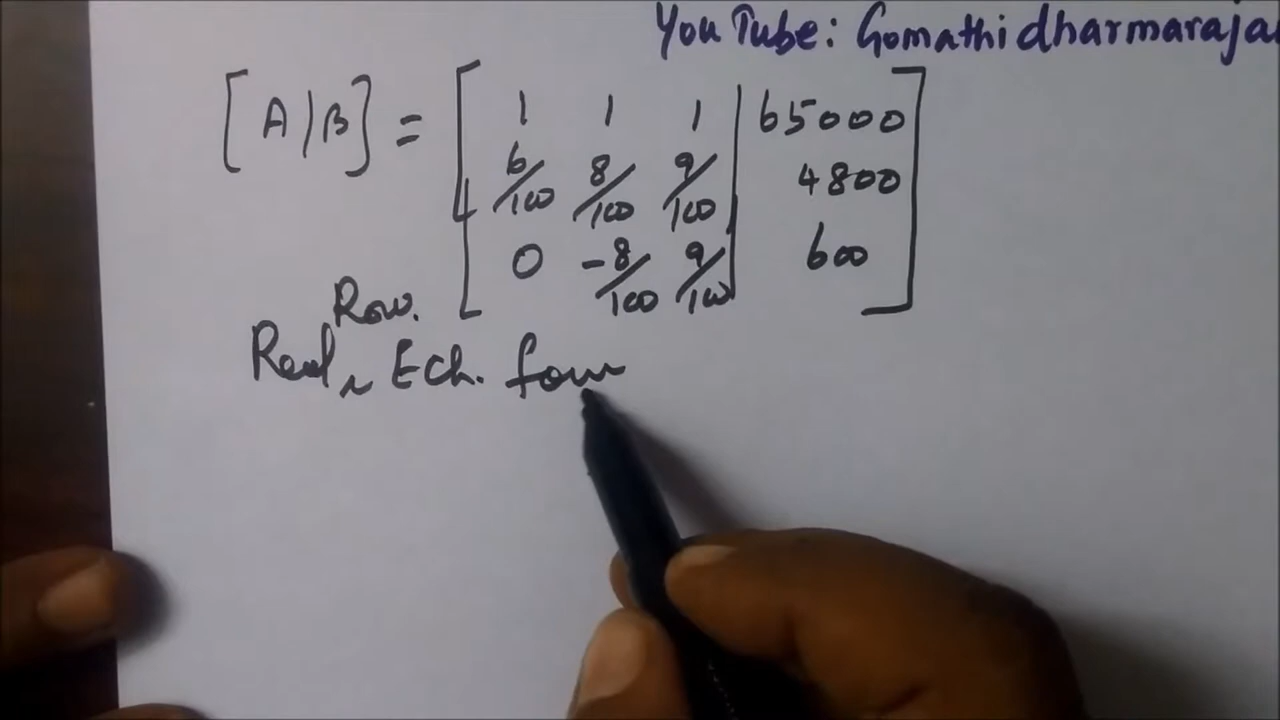 YouTube: Gomathidharmaraja
[A|B] = [ 1 1 1 | 65000
6/100 8/100 9/100 | 4800
0 -8/100 9/100 | 600 ]
Row.
Red Ech. form